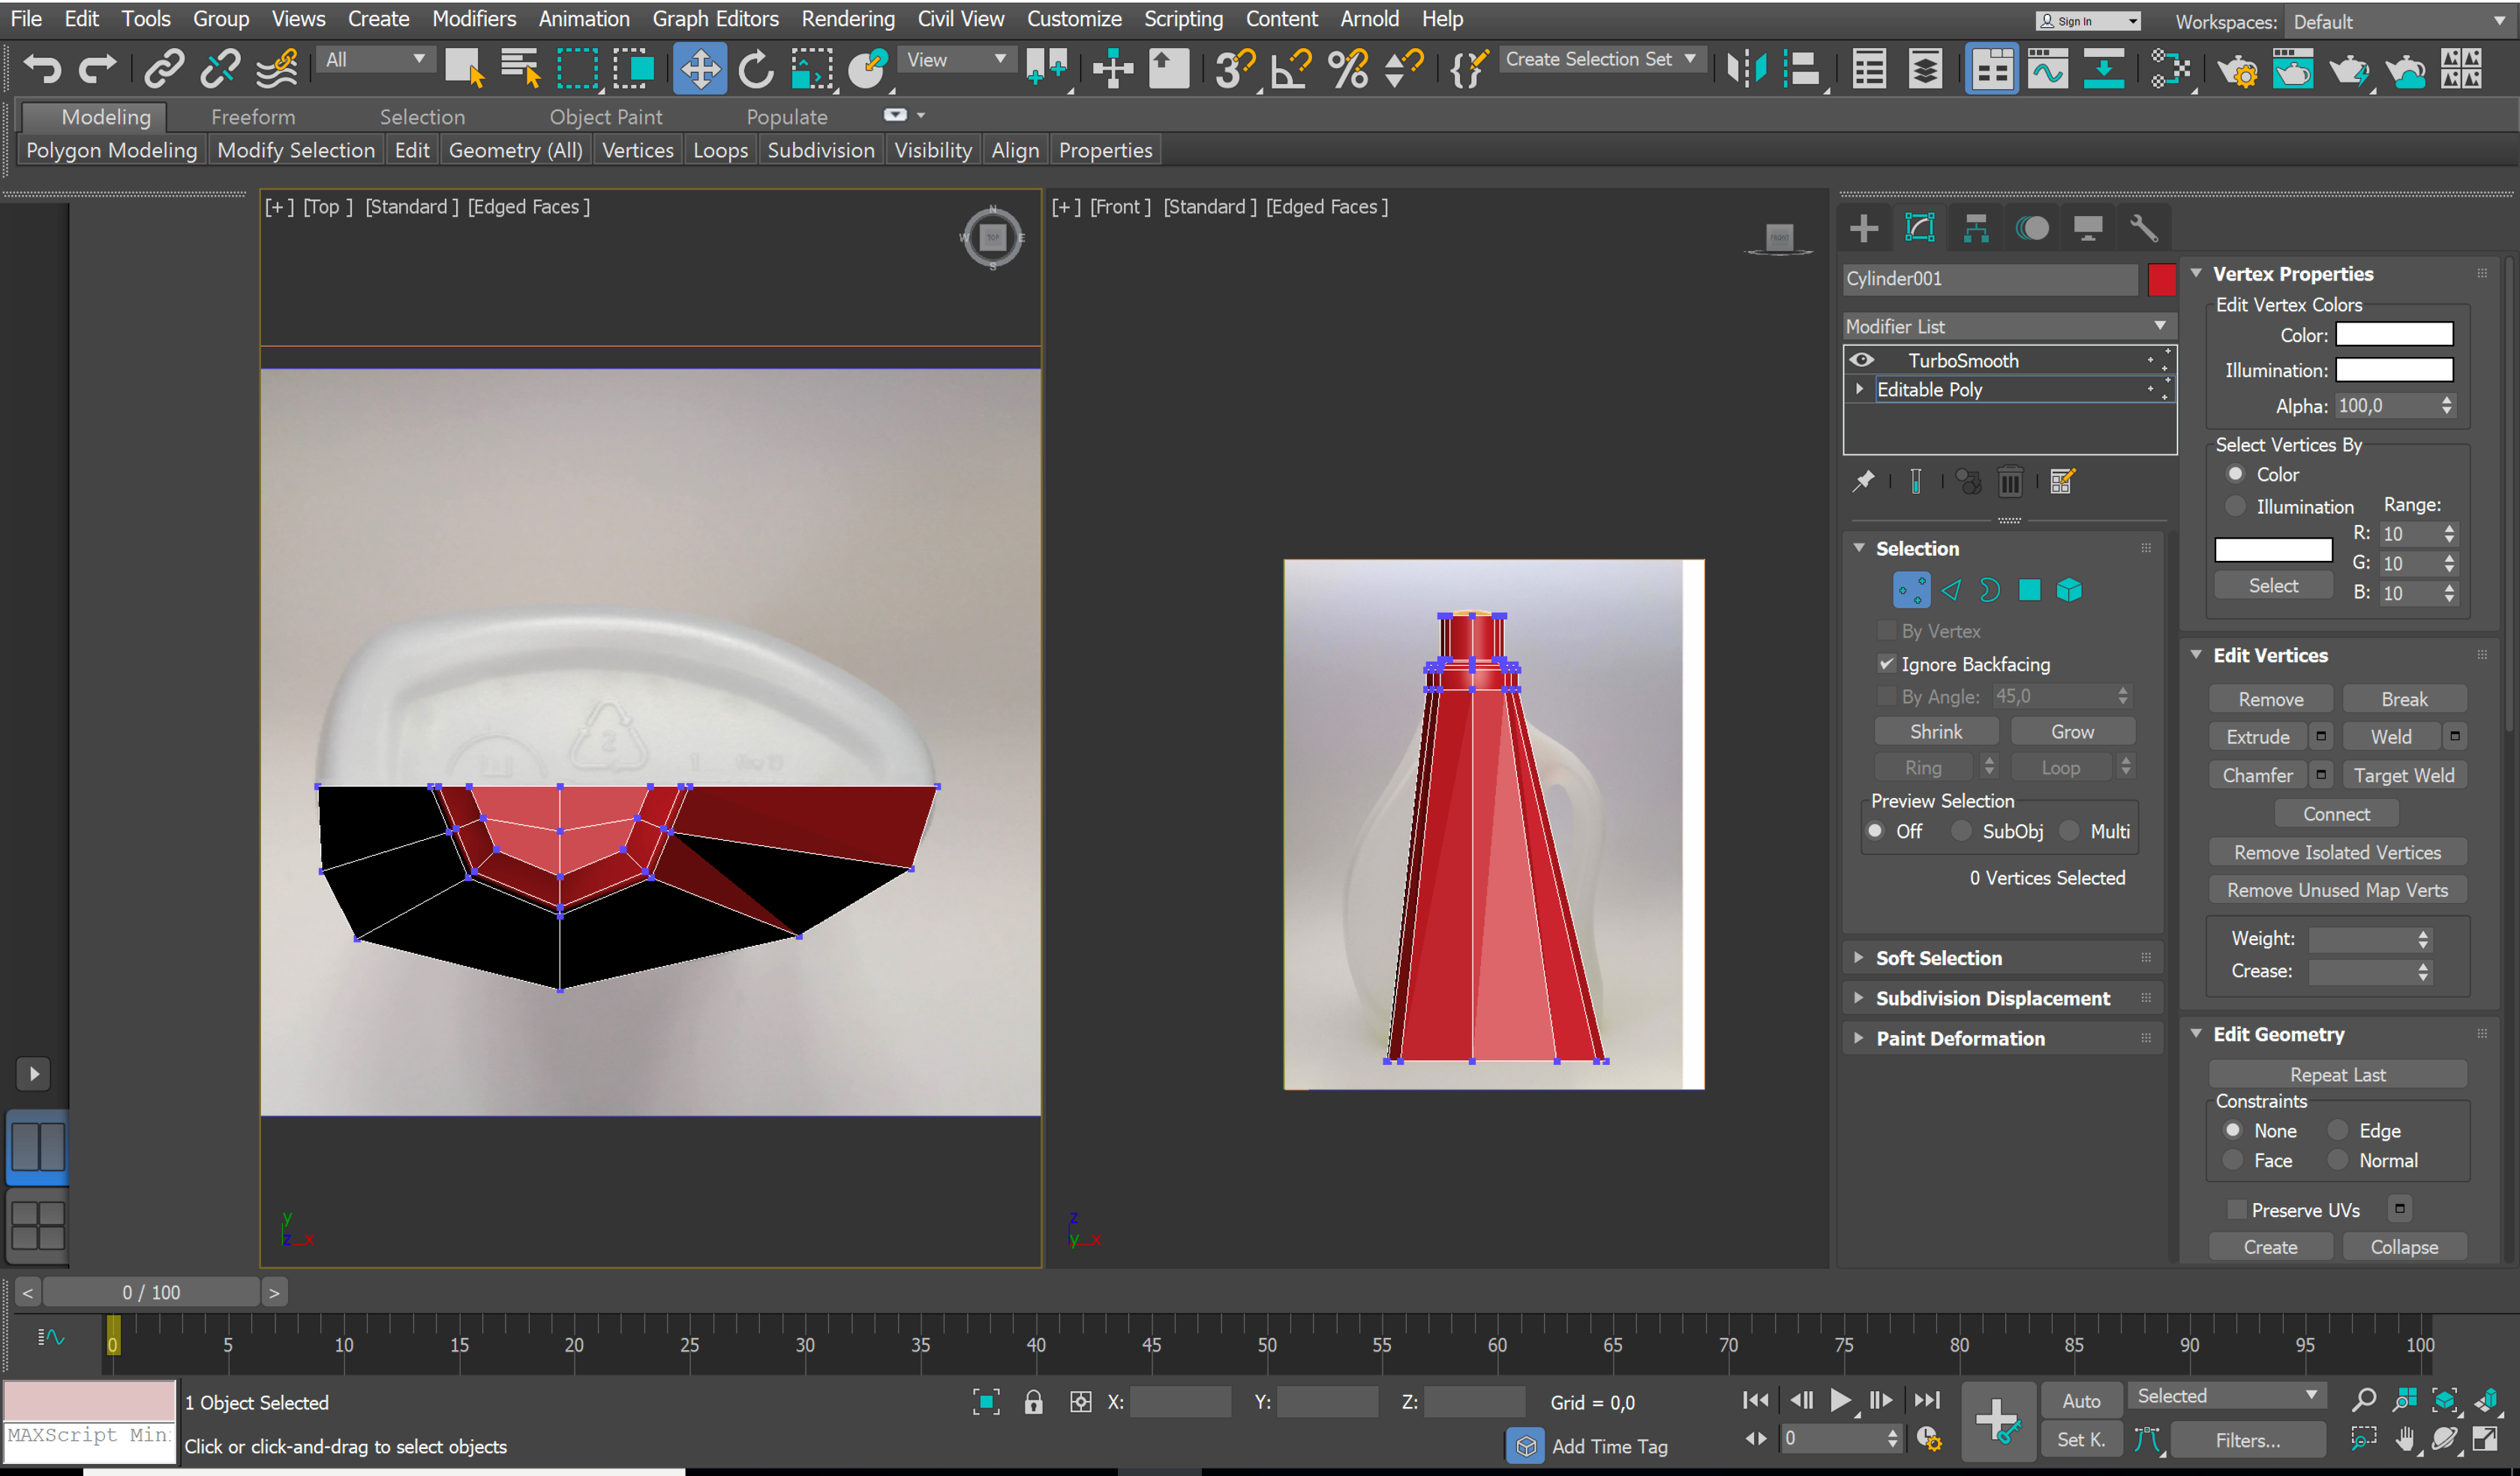 File Edit Tools Group Views Create Modifiers Animation Graph Editors Rendering Civil View Customize Scripting Content Arnold Help
Sign In
Workspaces: Default
All
View
Create Selection Set
Modeling Freeform Selection Object Paint Populate
Polygon Modeling Modify Selection Edit Geometry (All) Vertices Loops Subdivision Visibility Align Properties
[+] [Top ] [Standard ] [Edged Faces ]
N
W TOP E
S
[+] [Front ] [Standard ] [Edged Faces ]
FRONT
2
y
z x
z
y x
Cylinder001
Modifier List
TurboSmooth
Editable Poly
Selection
By Vertex
Ignore Backfacing
By Angle: 45,0
Shrink Grow
Ring Loop
Preview Selection
Off SubObj Multi
0 Vertices Selected
Soft Selection
Subdivision Displacement
Paint Deformation
Vertex Properties
Edit Vertex Colors
Color:
Illumination:
Alpha: 100,0
Select Vertices By
Color
Illumination Range:
R: 10
G: 10
Select
B: 10
Edit Vertices
Remove Break
Extrude Weld
Chamfer Target Weld
Connect
Remove Isolated Vertices
Remove Unused Map Verts
Weight:
Crease:
Edit Geometry
Repeat Last
Constraints
None Edge
Face Normal
Preserve UVs
Create Collapse
< 0 / 100 >
0 5 10 15 20 25 30 35 40 45 50 55 60 65 70 75 80 85 90 95 100
1 Object Selected
X: Y: Z: Grid = 0,0
Auto Selected
MAXScript Min
Click or click-and-drag to select objects
Add Time Tag
0
Set K. Filters...